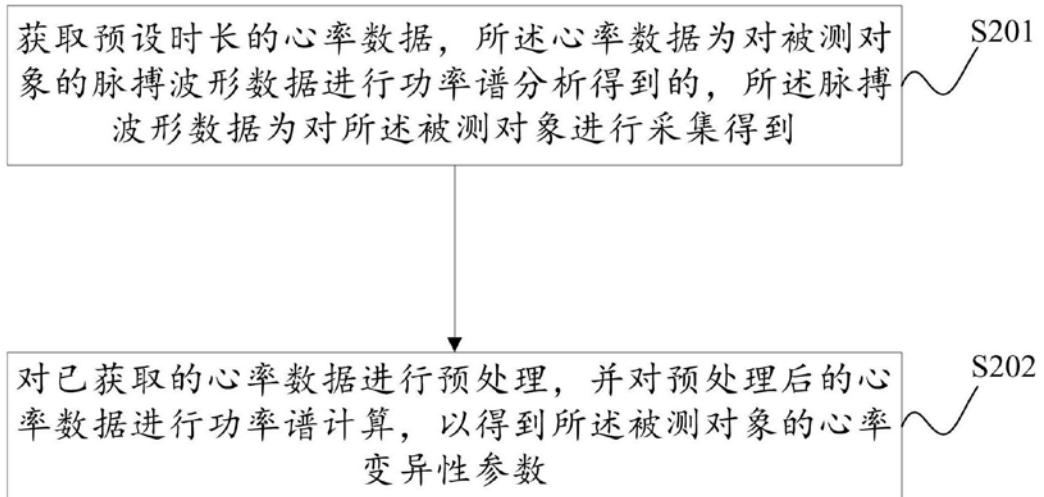 获取预设时长的心率数据，所述心率数据为对被测对
象的脉搏波形数据进行功率谱分析得到的，所述脉搏
波形数据为对所述被测对象进行采集得到
S201
对已获取的心率数据进行预处理，并对预处理后的心
率数据进行功率谱计算，以得到所述被测对象的心率
变异性参数
S202